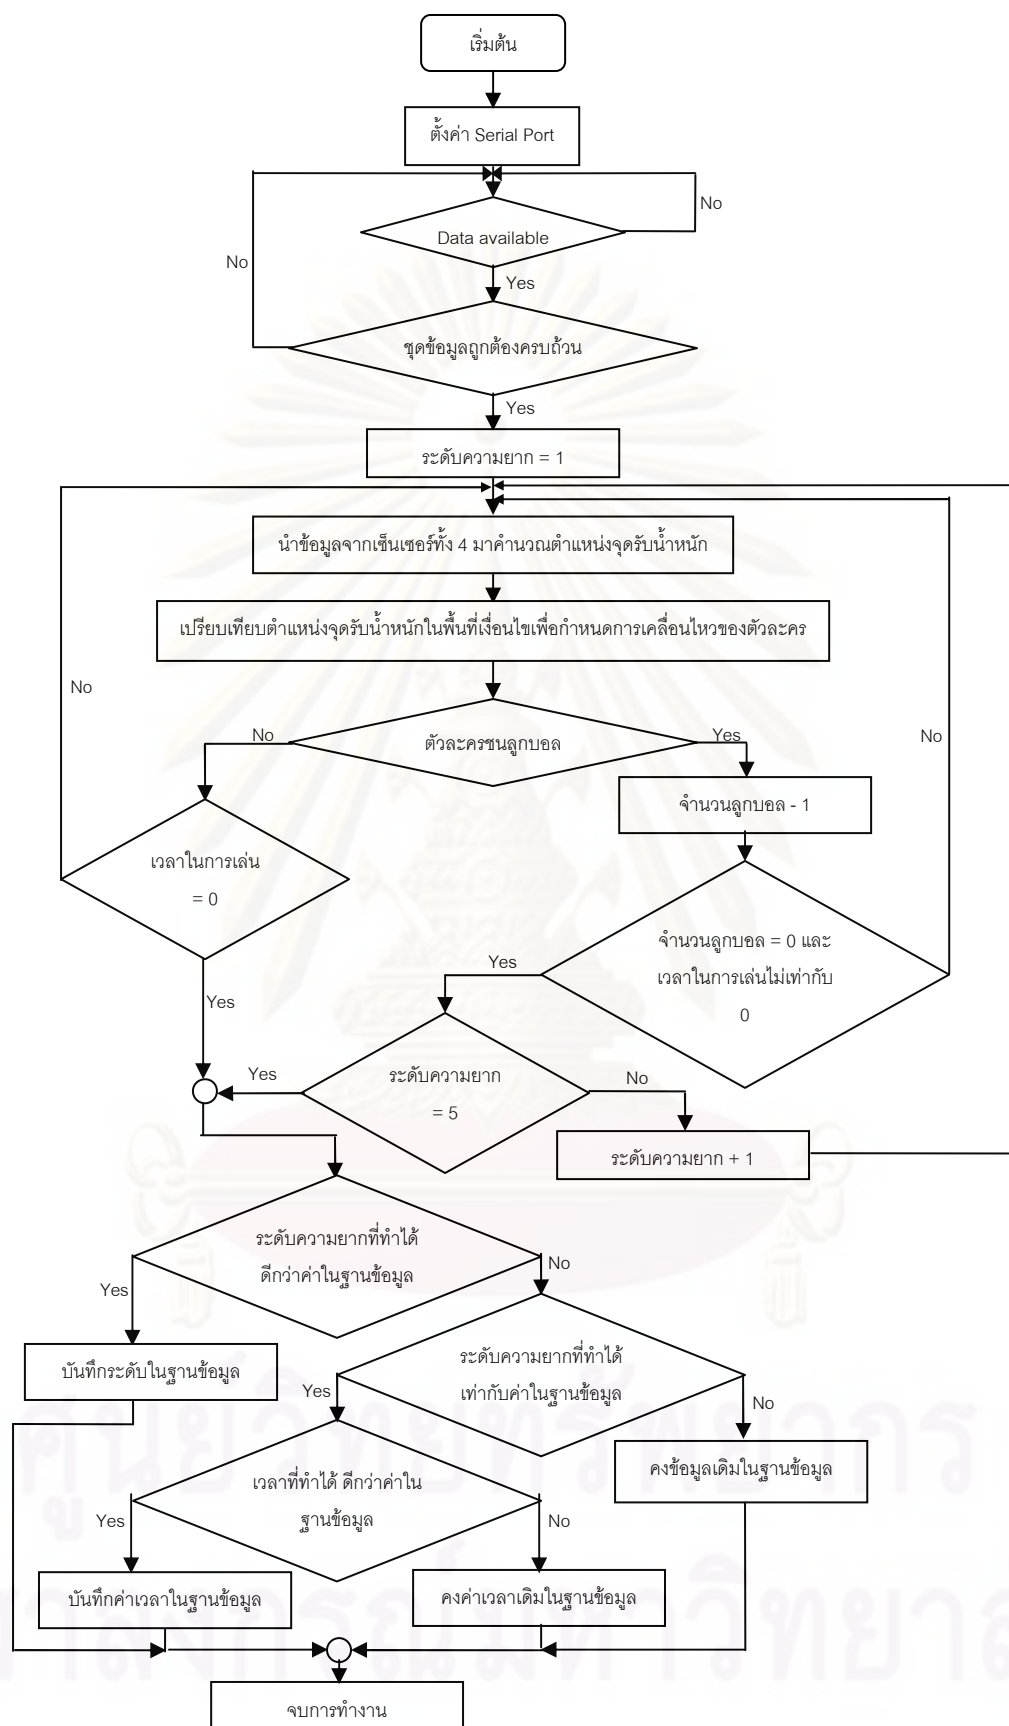 เริ่มต้น
ตั้งค่า Serial Port
No
Data available
No
Yes
ชุดข้อมูลถูกต้องครบถ้วน
Yes
ระดับความยาก = 1
นำข้อมูลจากเซ็นเซอร์ทั้ง 4 มาคำนวณตำแหน่งจุดรับน้ำหนัก
เปรียบเทียบตำแหน่งจุดรับน้ำหนักในพื้นที่เงื่อนไขเพื่อกำหนดการเคลื่อนไหวของตัวละคร
No
No
ตัวละครชนลูกบอล
Yes
No
จำนวนลูกบอล - 1
เวลาในการเล่น
= 0
จำนวนลูกบอล = 0 และ
เวลาในการเล่นไม่เท่ากับ
0
Yes
Yes
Yes
ระดับความยาก
= 5
No
ระดับความยาก + 1
ระดับความยากที่ทำได้
ดีกว่าค่าในฐานข้อมูล
No
Yes
บันทึกระดับในฐานข้อมูล
ระดับความยากที่ทำได้
เท่ากับค่าในฐานข้อมูล
Yes
No
คงข้อมูลเดิมในฐานข้อมูล
เวลาที่ทำได้ ดีกว่าค่าใน
ฐานข้อมูล
Yes
No
บันทึกค่าเวลาในฐานข้อมูล
คงค่าเวลาเดิมในฐานข้อมูล
จบการทำงาน
ศูนย์วิทยทรัพยากร